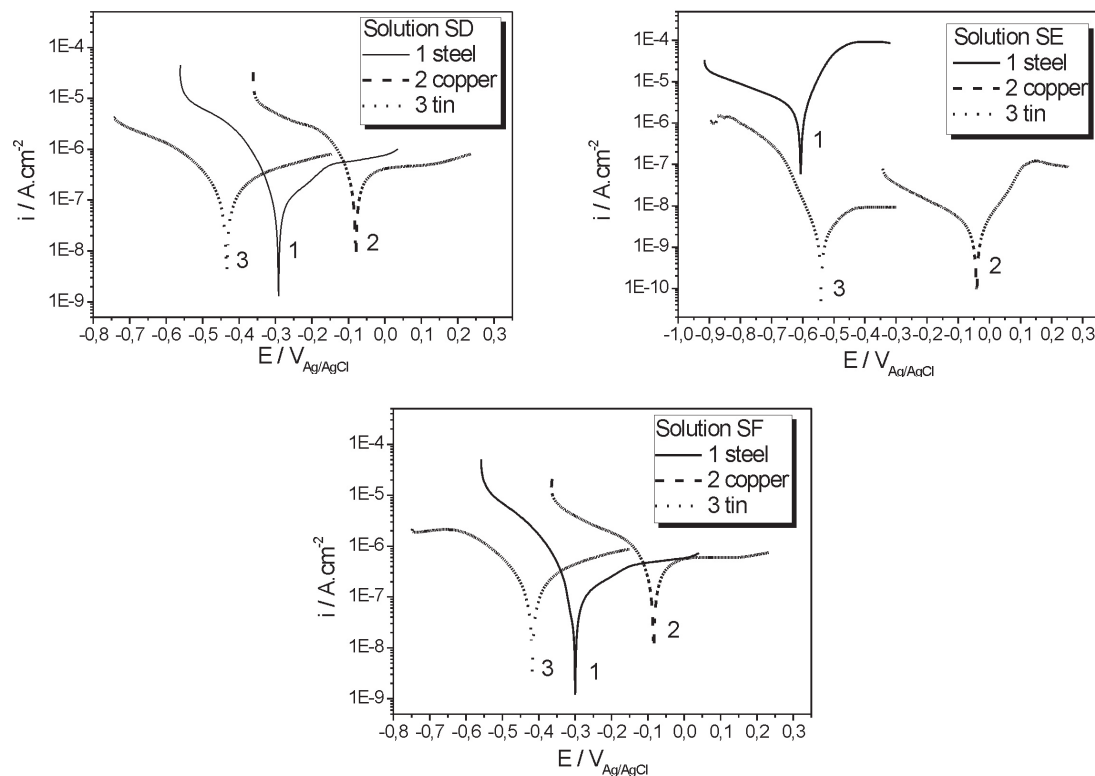 Solution SD
1 steel
2 copper
3 tin
1E-4
1E-5
1E-6
1E-7
1E-8
1E-9
i / A.cm-2
3
1
2
-0,8 -0,7 -0,6 -0,5 -0,4 -0,3 -0,2 -0,1 0,0 0,1 0,2 0,3
E / VAg/AgCl
Solution SE
1 steel
2 copper
3 tin
1E-4
1E-5
1E-6
1E-7
1E-8
1E-9
1E-10
i / A.cm-2
1
3
2
-1,0 -0,9 -0,8 -0,7 -0,6 -0,5 -0,4 -0,3 -0,2 -0,1 0,0 0,1 0,2 0,3
E / VAg/AgCl
Solution SF
1 steel
2 copper
3 tin
1E-4
1E-5
1E-6
1E-7
1E-8
1E-9
i / A.cm-2
3
1
2
-0,8 -0,7 -0,6 -0,5 -0,4 -0,3 -0,2 -0,1 0,0 0,1 0,2 0,3
E / VAg/AgCl